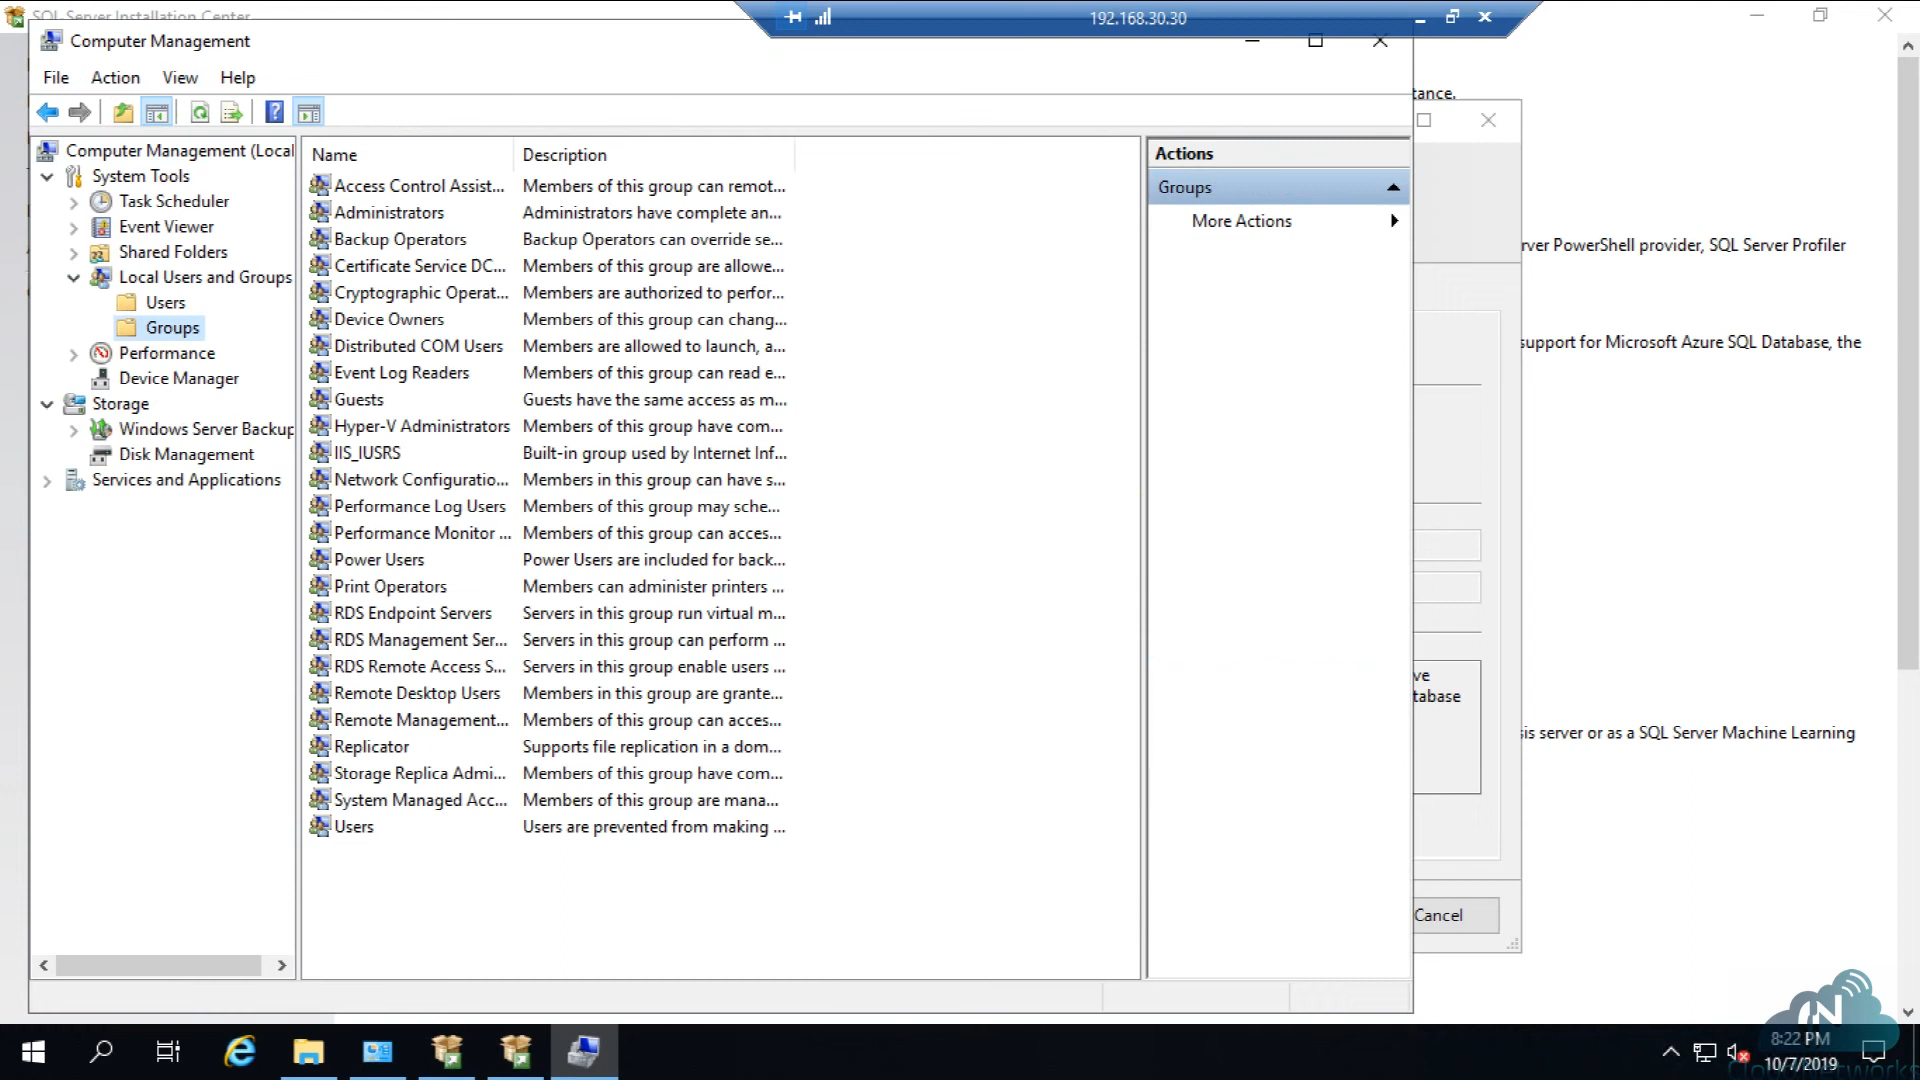 SQL Server Installation Center
192.168.30.30
Computer Management
File Action View Help
tance.
Computer Management (Local
System Tools
Task Scheduler
Event Viewer
Shared Folders
Local Users and Groups
Users
Groups
Performance
Device Manager
Storage
Windows Server Backup
Disk Management
Services and Applications
Name Description
Access Control Assist... Members of this group can remot...
Administrators Administrators have complete an...
Backup Operators Backup Operators can override se...
Certificate Service DC... Members of this group are allowe...
Cryptographic Operat... Members are authorized to perfor...
Device Owners Members of this group can chang...
Distributed COM Users Members are allowed to launch, a...
Event Log Readers Members of this group can read e...
Guests Guests have the same access as m...
Hyper-V Administrators Members of this group have com...
IIS_IUSRS Built-in group used by Internet Inf...
Network Configuratio... Members in this group can have s...
Performance Log Users Members of this group may sche...
Performance Monitor ... Members of this group can acces...
Power Users Power Users are included for back...
Print Operators Members can administer printers ...
RDS Endpoint Servers Servers in this group run virtual m...
RDS Management Ser... Servers in this group can perform ...
RDS Remote Access S... Servers in this group enable users ...
Remote Desktop Users Members in this group are grante...
Remote Management... Members of this group can acces...
Replicator Supports file replication in a dom...
Storage Replica Admi... Members of this group have com...
System Managed Acc... Members of this group are mana...
Users Users are prevented from making ...
Actions
Groups
More Actions
rver PowerShell provider, SQL Server Profiler
support for Microsoft Azure SQL Database, the
ve
tabase
sis server or as a SQL Server Machine Learning
Cancel
8:22 PM
10/7/2019